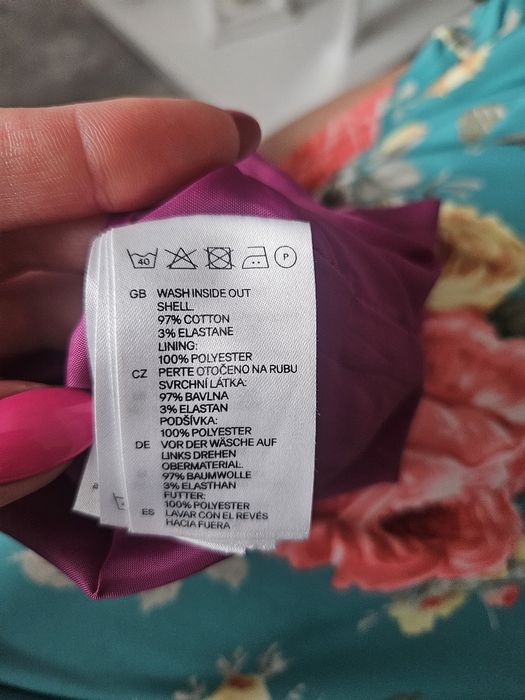 40 P
GB WASH INSIDE OUT
SHELL:
97% COTTON
3% ELASTANE
LINING:
100% POLYESTER
CZ PERTE OTOČENO NA RUBU
SVRCHNÍ LÁTKA:
97% BAVLNA
3% ELASTAN
PODŠÍVKA:
100% POLYESTER
DE VOR DER WÄSCHE AUF
LINKS DREHEN
OBERMATERIAL:
97% BAUMWOLLE
3% ELASTHAN
FUTTER:
100% POLYESTER
ES LAVAR CON EL REVÉS
HACIA FUERA